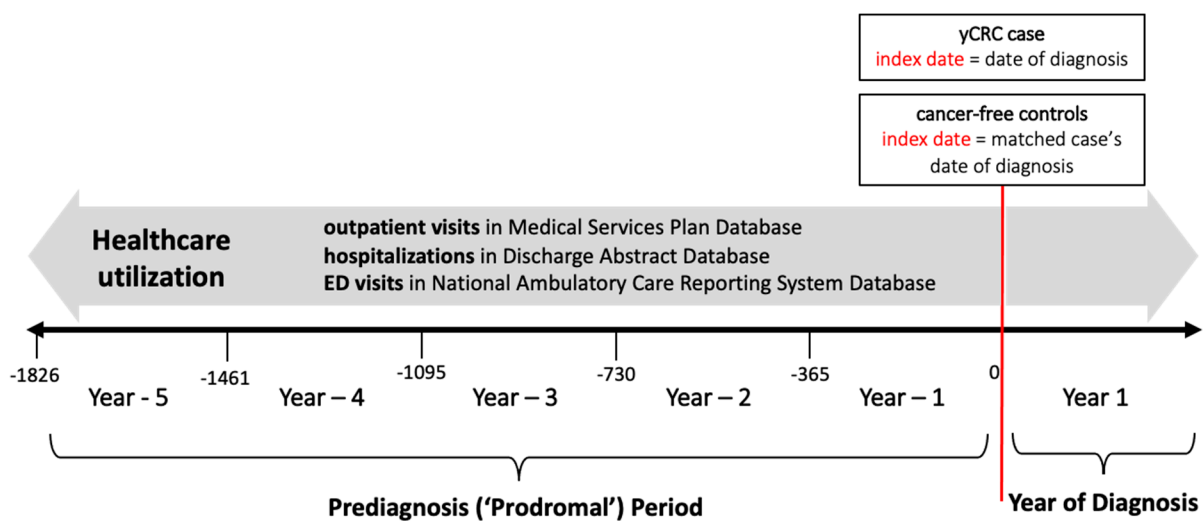 yCRC case
index date = date of diagnosis
cancer-free controls
index date = matched case's
date of diagnosis
Healthcare
utilization
outpatient visits in Medical Services Plan Database
hospitalizations in Discharge Abstract Database
ED visits in National Ambulatory Care Reporting System Database
-1826
-1461
-1095
-730
-365
0
Year - 5
Year – 4
Year – 3
Year – 2
Year – 1
Year 1
Prediagnosis ('Prodromal') Period
Year of Diagnosis